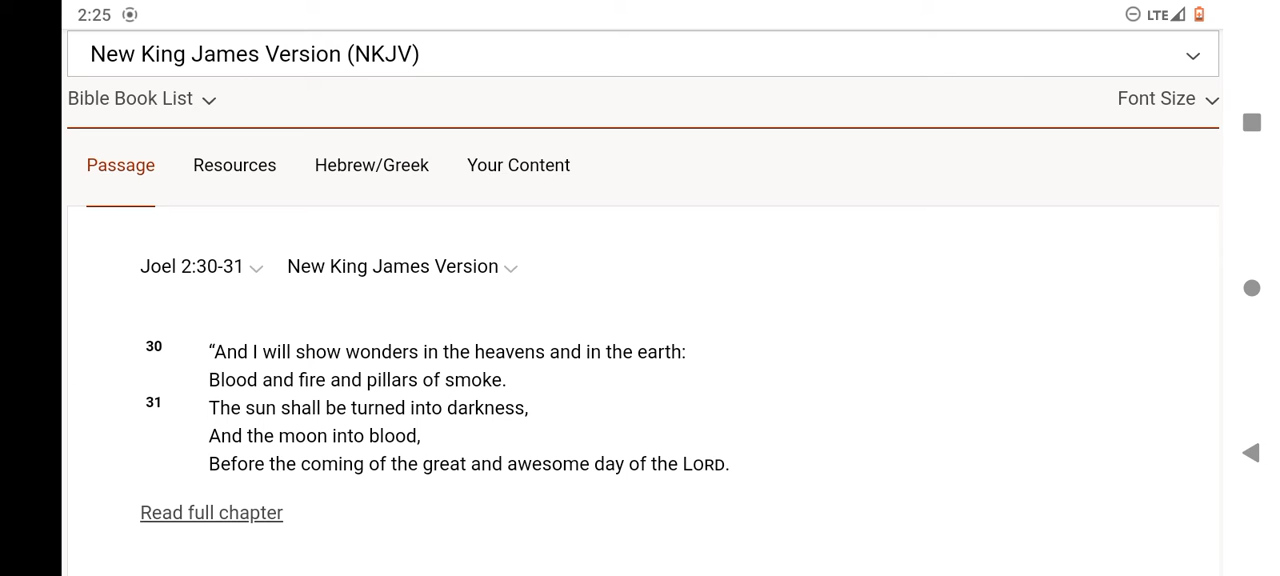 2:25 LTE
New King James Version (NKJV)
Bible Book List Font Size
Passage Resources Hebrew/Greek Your Content
Joel 2:30-31 New King James Version
30 “And I will show wonders in the heavens and in the earth:
Blood and fire and pillars of smoke.
31 The sun shall be turned into darkness,
And the moon into blood,
Before the coming of the great and awesome day of the LORD.
Read full chapter